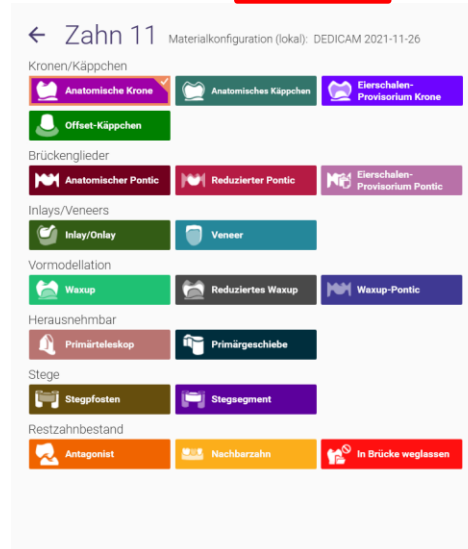 Zahn 11 Materialkonfiguration (lokal): DEDICAM 2021-11-26
Kronen/Käppchen
Anatomische Krone
Anatomisches Käppchen
Eierschalen-
Provisorium Krone
Offset-Käppchen
Brückenglieder
Anatomischer Pontic
Reduzierter Pontic
Eierschalen-
Provisorium Pontic
Inlays/Veneers
Inlay/Onlay
Veneer
Vormodellation
Waxup
Reduziertes Waxup
Waxup-Pontic
Herausnehmbar
Primärteleskop
Primärgeschiebe
Stege
Stegpfosten
Stegsegment
Restzahnbestand
Antagonist
Nachbarzahn
In Brücke weglassen